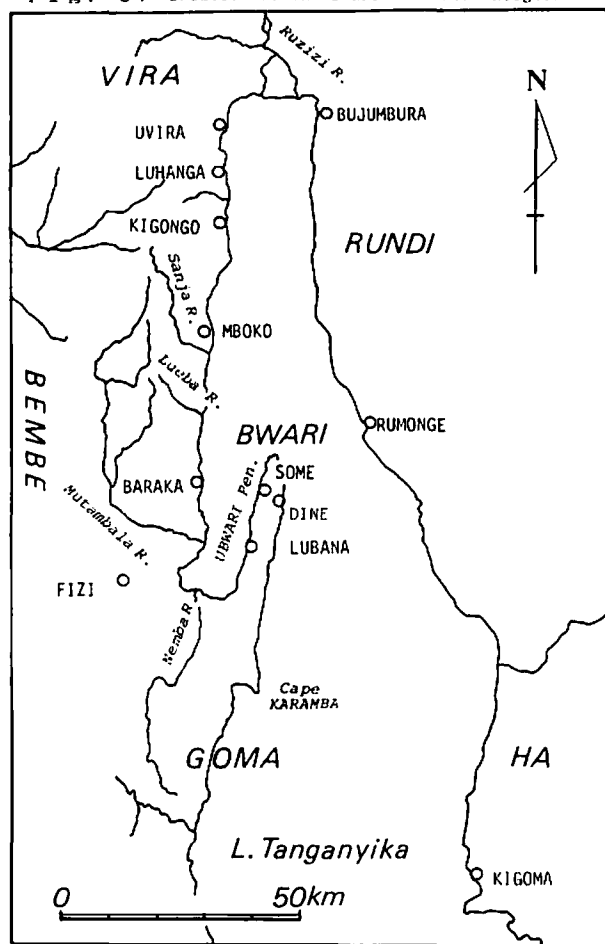 VIRA
Ruzizi R.
N
UVIRA
BUJUMBURA
LUHANGA
KIGONGO
RUNDI
Sanja R.
MBOKO
BEMBE
Lueba R.
BWARI
RUMONGE
BARAKA
UBWARI Pen.
SOME
DINE
Mutambala R.
LUBANA
FIZI
Nemba R.
Cape
KARAMBA
GOMA
HA
L. Tanganyika
KIGOMA
0 50km